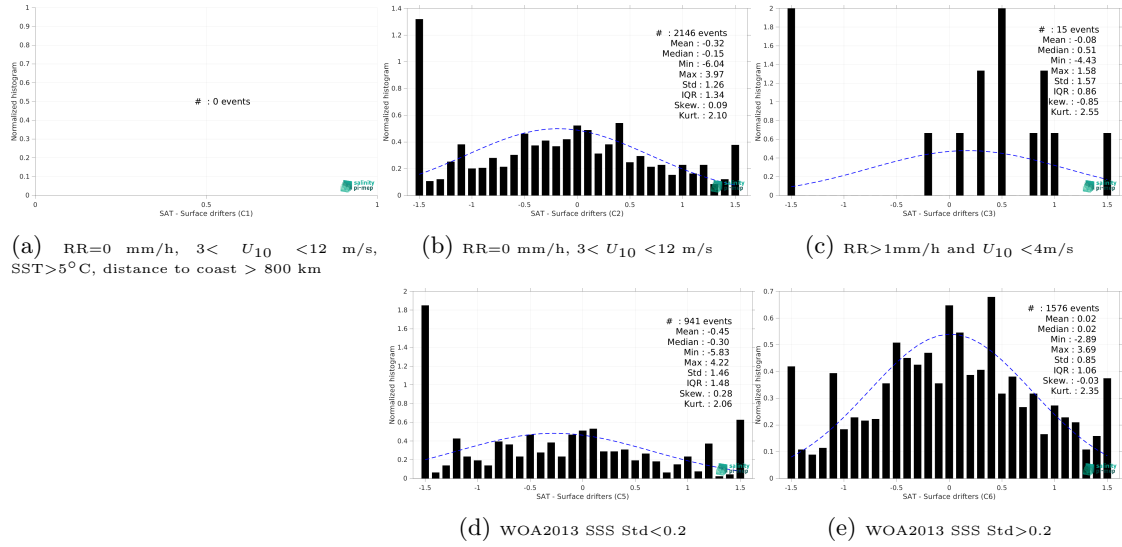 1
0.9
0.8
0.7
0.6
0.5
0.4
0.3
0.2
0.1
0
Normalized histogram
# : 0 events
salinity
pi-mep
0
0.5
1
SAT - Surface drifters (C1)
(a) RR=0 mm/h, 3< U10 <12 m/s,
SST>5°C, distance to coast > 800 km
1.4
1.2
1
0.8
0.6
0.4
0.2
0
Normalized histogram
# : 2146 events
Mean : -0.32
Median : -0.15
Min : -6.04
Max : 3.97
Std : 1.26
IQR : 1.34
Skew. : 0.09
Kurt. : 2.10
salinity
pi-mep
-1.5
-1
-0.5
0
0.5
1
1.5
SAT - Surface drifters (C2)
(b) RR=0 mm/h, 3< U10 <12 m/s
2
1.8
1.6
1.4
1.2
1
0.8
0.6
0.4
0.2
0
Normalized histogram
# : 15 events
Mean : -0.08
Median : 0.51
Min : -4.43
Max : 1.58
Std : 1.57
IQR : 0.86
kew. : -0.85
Kurt. : 2.55
salinity
pi-mep
-1.5
-1
-0.5
0
0.5
1
1.5
SAT - Surface drifters (C3)
(c) RR>1mm/h and U10 <4m/s
2
1.8
1.6
1.4
1.2
1
0.8
0.6
0.4
0.2
0
Normalized histogram
# : 941 events
Mean : -0.45
Median : -0.30
Min : -5.83
Max : 4.22
Std : 1.46
IQR : 1.48
Skew. : 0.28
Kurt. : 2.06
salinity
pi-mep
-1.5
-1
-0.5
0
0.5
1
1.5
SAT - Surface drifters (C5)
(d) WOA2013 SSS Std<0.2
0.7
0.6
0.5
0.4
0.3
0.2
0.1
0
Normalized histogram
# : 1576 events
Mean : 0.02
Median : 0.02
Min : -2.89
Max : 3.69
Std : 0.85
IQR : 1.06
Skew. : -0.03
Kurt. : 2.35
salinity
pi-mep
-1.5
-1
-0.5
0
0.5
1
1.5
SAT - Surface drifters (C6)
(e) WOA2013 SSS Std>0.2